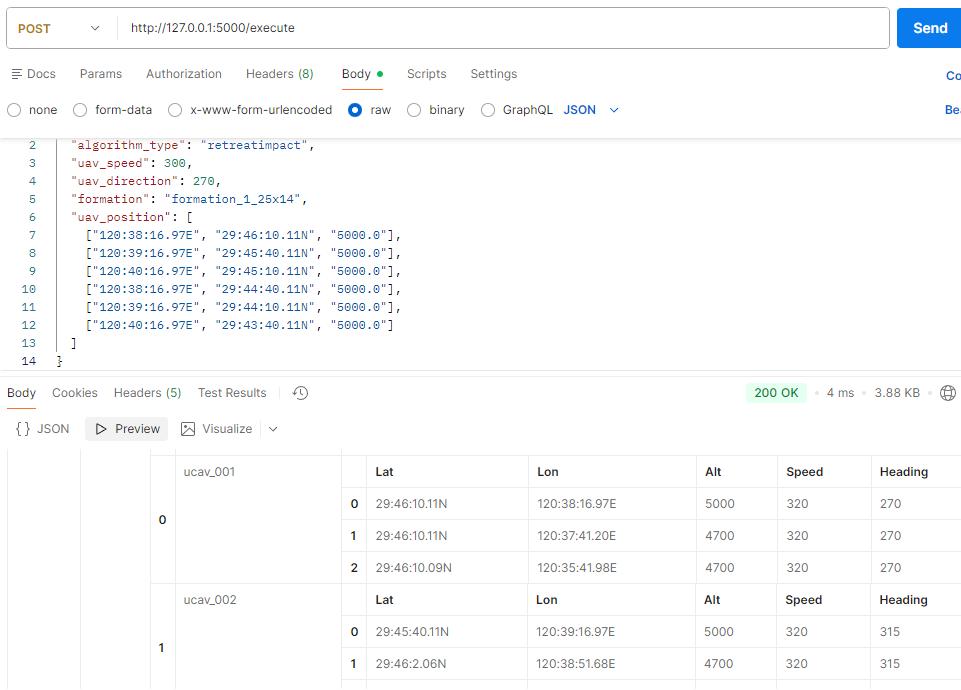 POST http://127.0.0.1:5000/execute Send
Docs Params Authorization Headers (8) Body Scripts Settings Co
none form-data x-www-form-urlencoded raw binary GraphQL JSON Bea
2 "algorithm_type": "retreatimpact",
3 "uav_speed": 300,
4 "uav_direction": 270,
5 "formation": "formation_1_25x14",
6 "uav_position": [
7 ["120:38:16.97E", "29:46:10.11N", "5000.0"],
8 ["120:39:16.97E", "29:45:40.11N", "5000.0"],
9 ["120:40:16.97E", "29:45:10.11N", "5000.0"],
10 ["120:38:16.97E", "29:44:40.11N", "5000.0"],
11 ["120:39:16.97E", "29:44:10.11N", "5000.0"],
12 ["120:40:16.97E", "29:43:40.11N", "5000.0"]
13 ]
14 }
Body Cookies Headers (5) Test Results 200 OK • 4 ms • 3.88 KB •
{} JSON Preview Visualize
ucav_001 Lat Lon Alt Speed Heading
0 29:46:10.11N 120:38:16.97E 5000 320 270
0
1 29:46:10.11N 120:37:41.20E 4700 320 270
2 29:46:10.09N 120:35:41.98E 4700 320 270
ucav_002 Lat Lon Alt Speed Heading
0 29:45:40.11N 120:39:16.97E 5000 320 315
1
1 29:46:2.06N 120:38:51.68E 4700 320 315